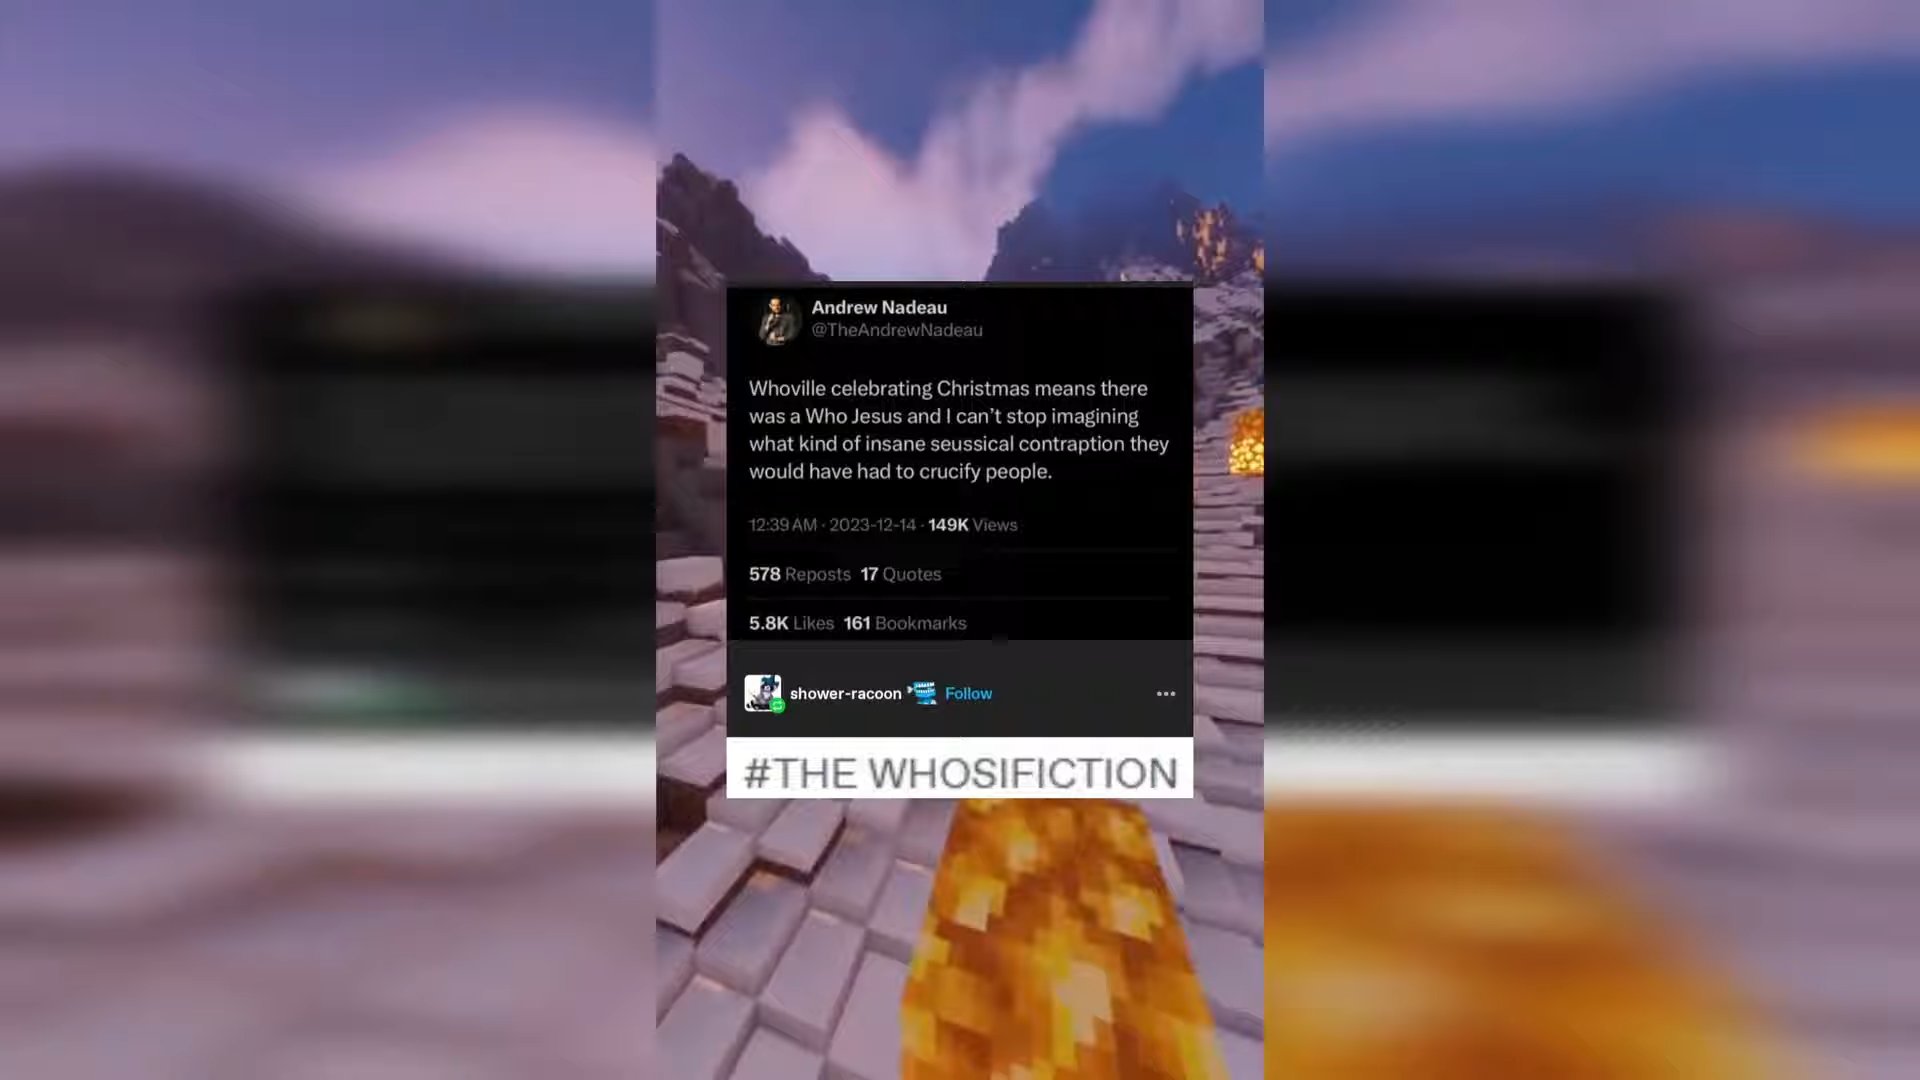 Andrew Nadeau
@TheAndrewNadeau
Whoville celebrating Christmas means there
was a Who Jesus and I can’t stop imagining
what kind of insane seussical contraption they
would have had to crucify people.
12:39 AM · 2023-12-14 · 149K Views
578 Reposts 17 Quotes
5.8K Likes 161 Bookmarks
shower-racoon Follow
#THE WHOSIFICTION